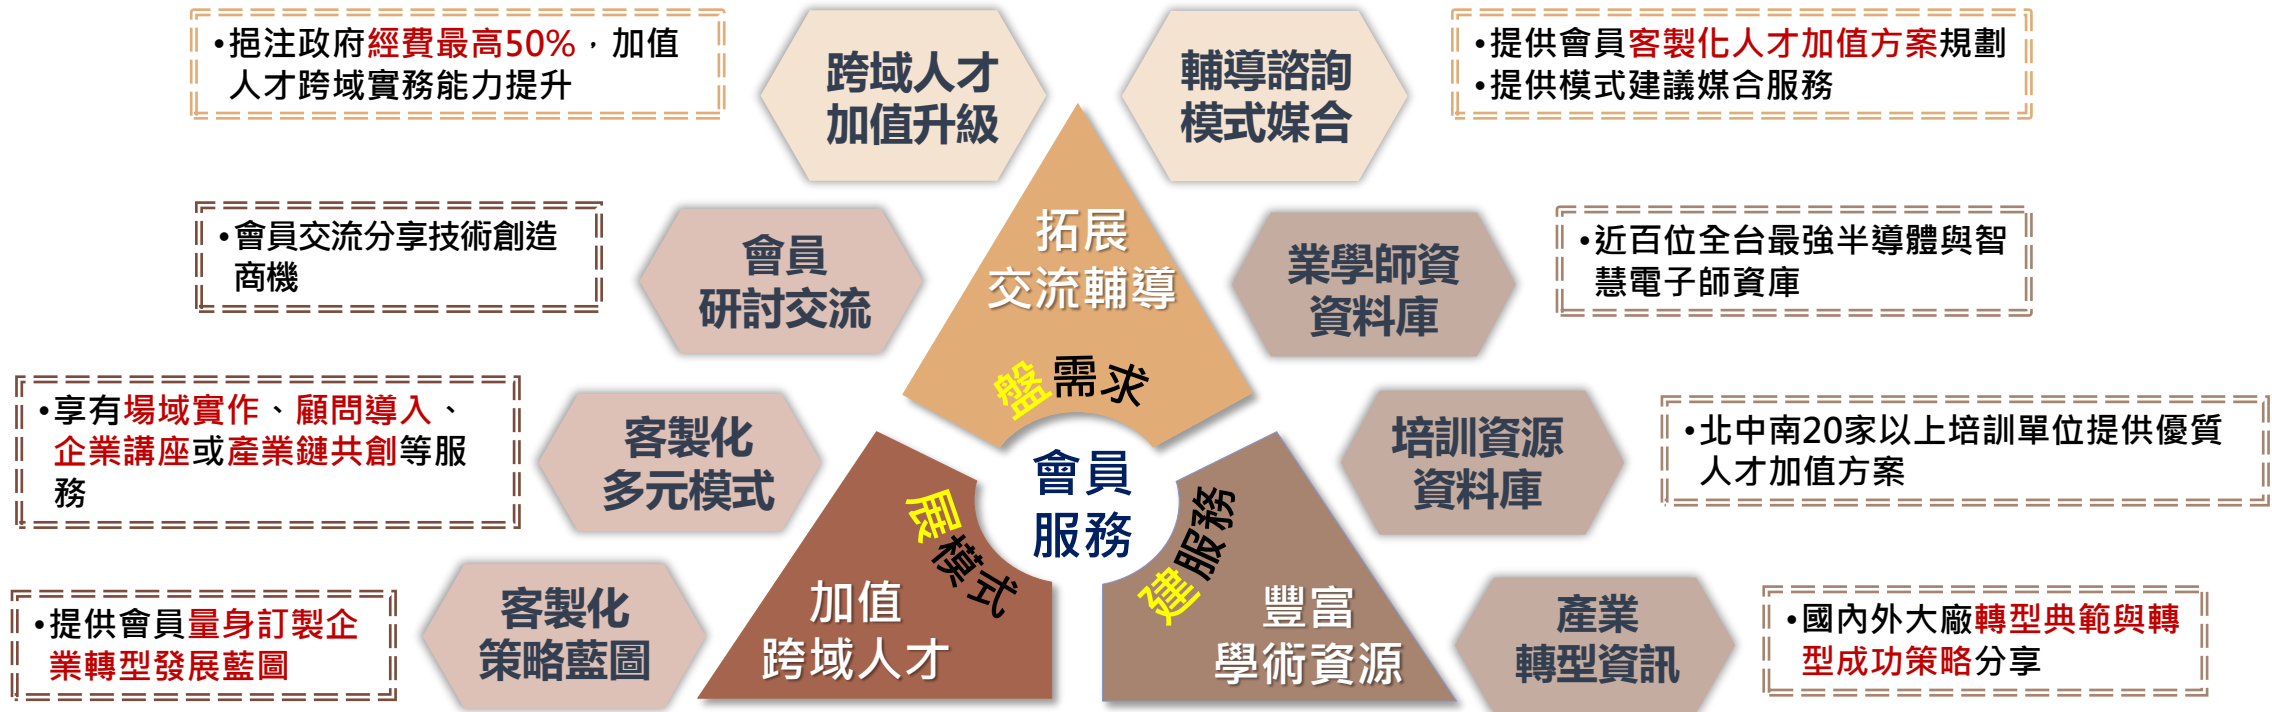 •挹注政府經費最高50%，加值
人才跨域實務能力提升
跨域人才
加值升級
輔導諮詢
模式媒合
•提供會員客製化人才加值方案規劃
•提供模式建議媒合服務
•會員交流分享技術創造
商機
會員
研討交流
拓展
交流輔導
業學師資
資料庫
•近百位全台最強半導體與智
慧電子師資庫
盤需求
•享有場域實作、顧問導入、
企業講座或產業鏈共創等服
務
客製化
多元模式
會員
服務
培訓資源
資料庫
•北中南20家以上培訓單位提供優質
人才加值方案
展模式
建服務
•提供會員量身訂製企
業轉型發展藍圖
客製化
策略藍圖
加值
跨域人才
豐富
學術資源
產業
轉型資訊
•國內外大廠轉型典範與轉
型成功策略分享